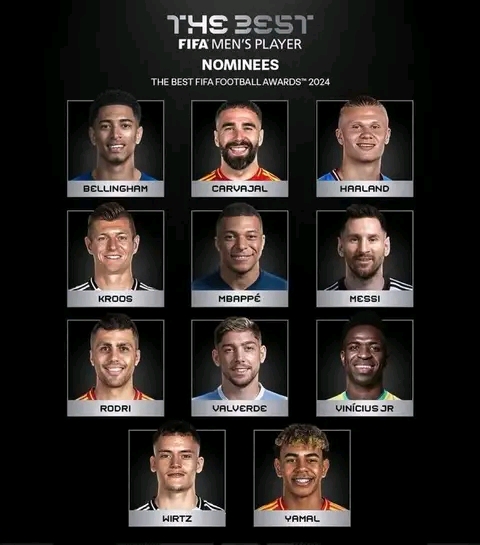 THE BEST
FIFA MEN'S PLAYER
NOMINEES
THE BEST FIFA FOOTBALL AWARDS™ 2024
BELLINGHAM
CARVAJAL
HAALAND
KROOS
MBAPPÉ
MESSI
RODRI
VALVERDE
VINÍCIUS JR
WIRTZ
YAMAL